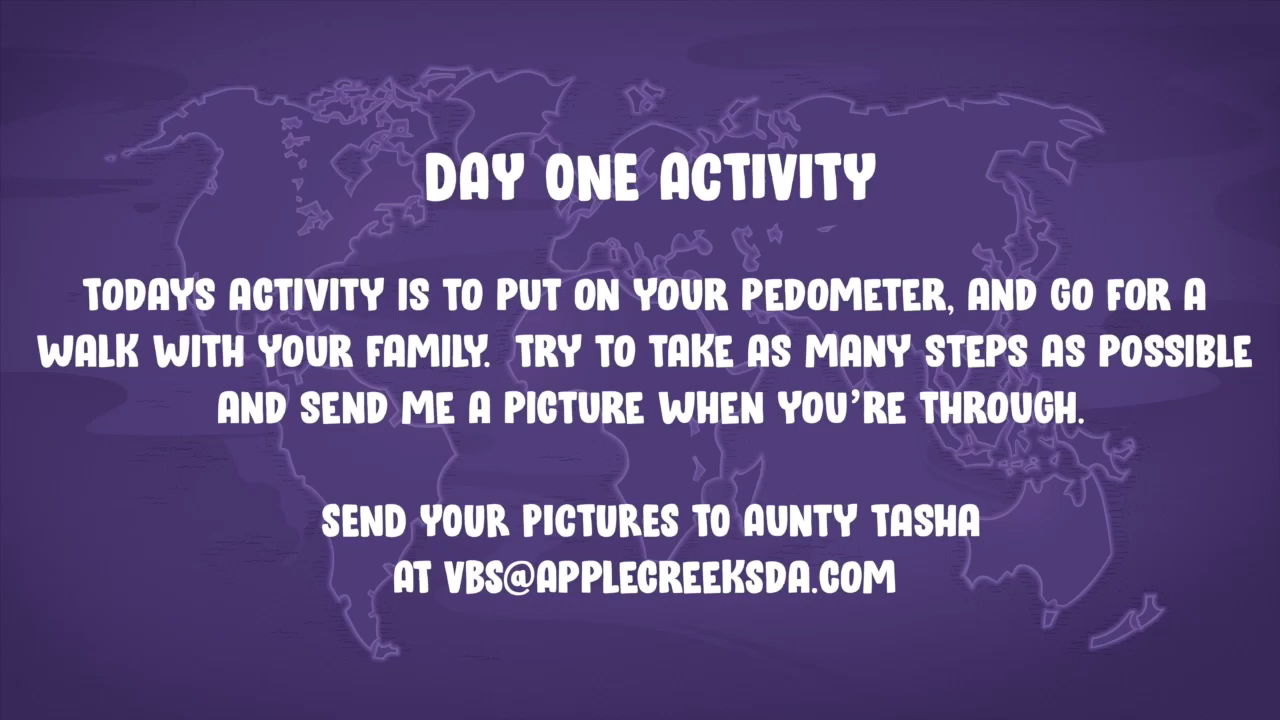 DAY ONE ACTIVITY
TODAYS ACTIVITY IS TO PUT ON YOUR PEDOMETER, AND GO FOR A
WALK WITH YOUR FAMILY. TRY TO TAKE AS MANY STEPS AS POSSIBLE
AND SEND ME A PICTURE WHEN YOU'RE THROUGH.
SEND YOUR PICTURES TO AUNTY TASHA
AT VBS@APPLECREEKSDA.COM